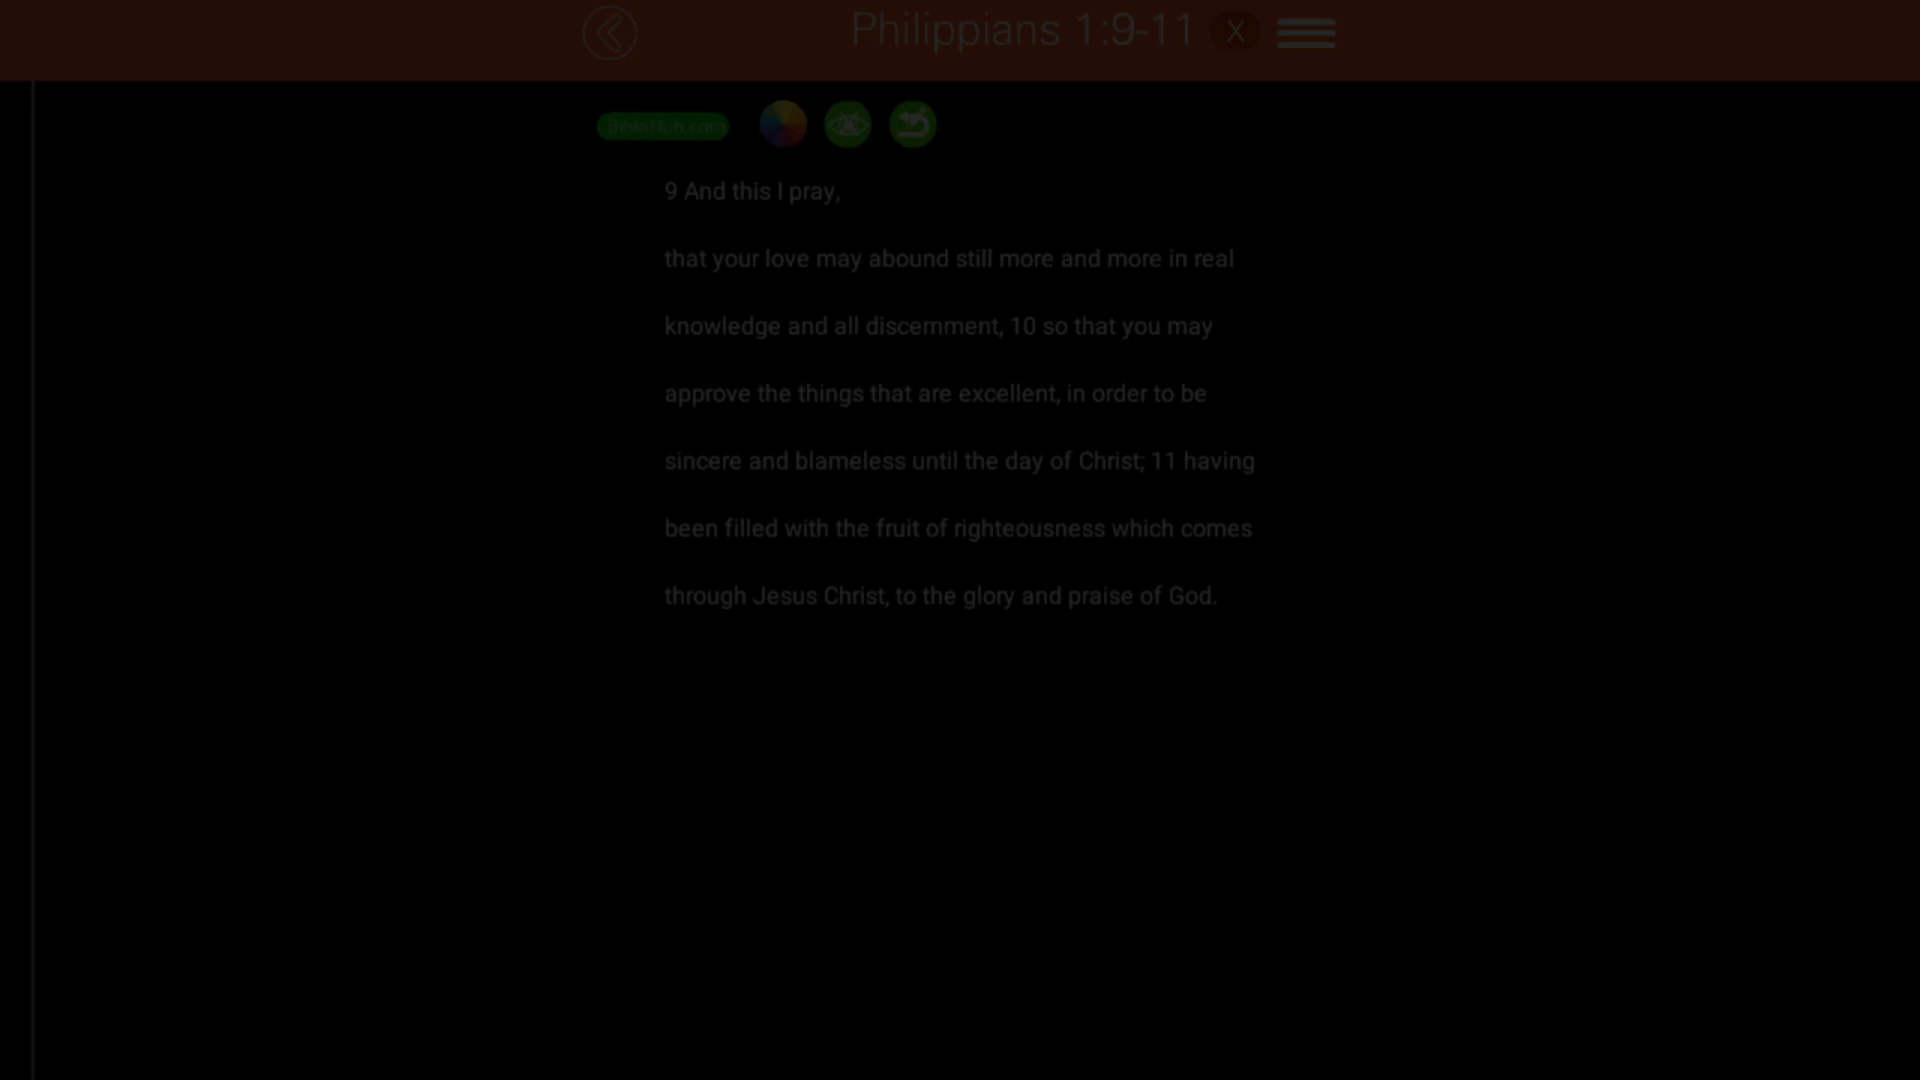 Philippians 1:9-11 X
9 And this I pray,
that your love may abound still more and more in real
knowledge and all discernment, 10 so that you may
approve the things that are excellent, in order to be
sincere and blameless until the day of Christ; 11 having
been filled with the fruit of righteousness which comes
through Jesus Christ, to the glory and praise of God.